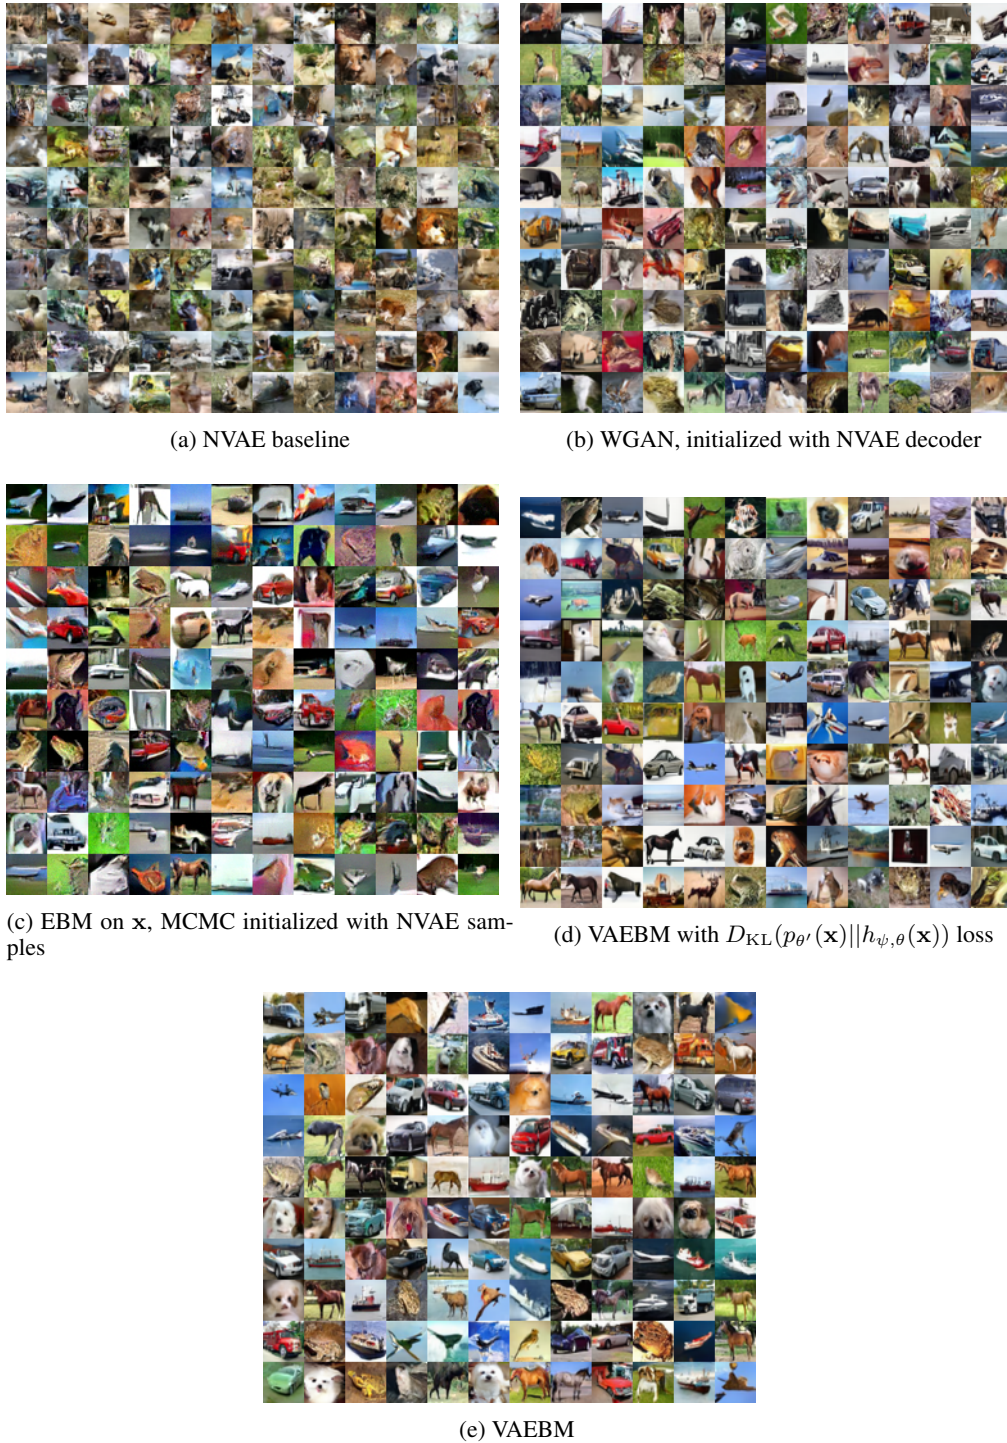 (a) NVAE baseline
(b) WGAN, initialized with NVAE decoder
(c) EBM on x, MCMC initialized with NVAE sam-
ples
(d) VAEBM with D_KL(p_θ′(x)||h_ψ,θ(x)) loss
(e) VAEBM